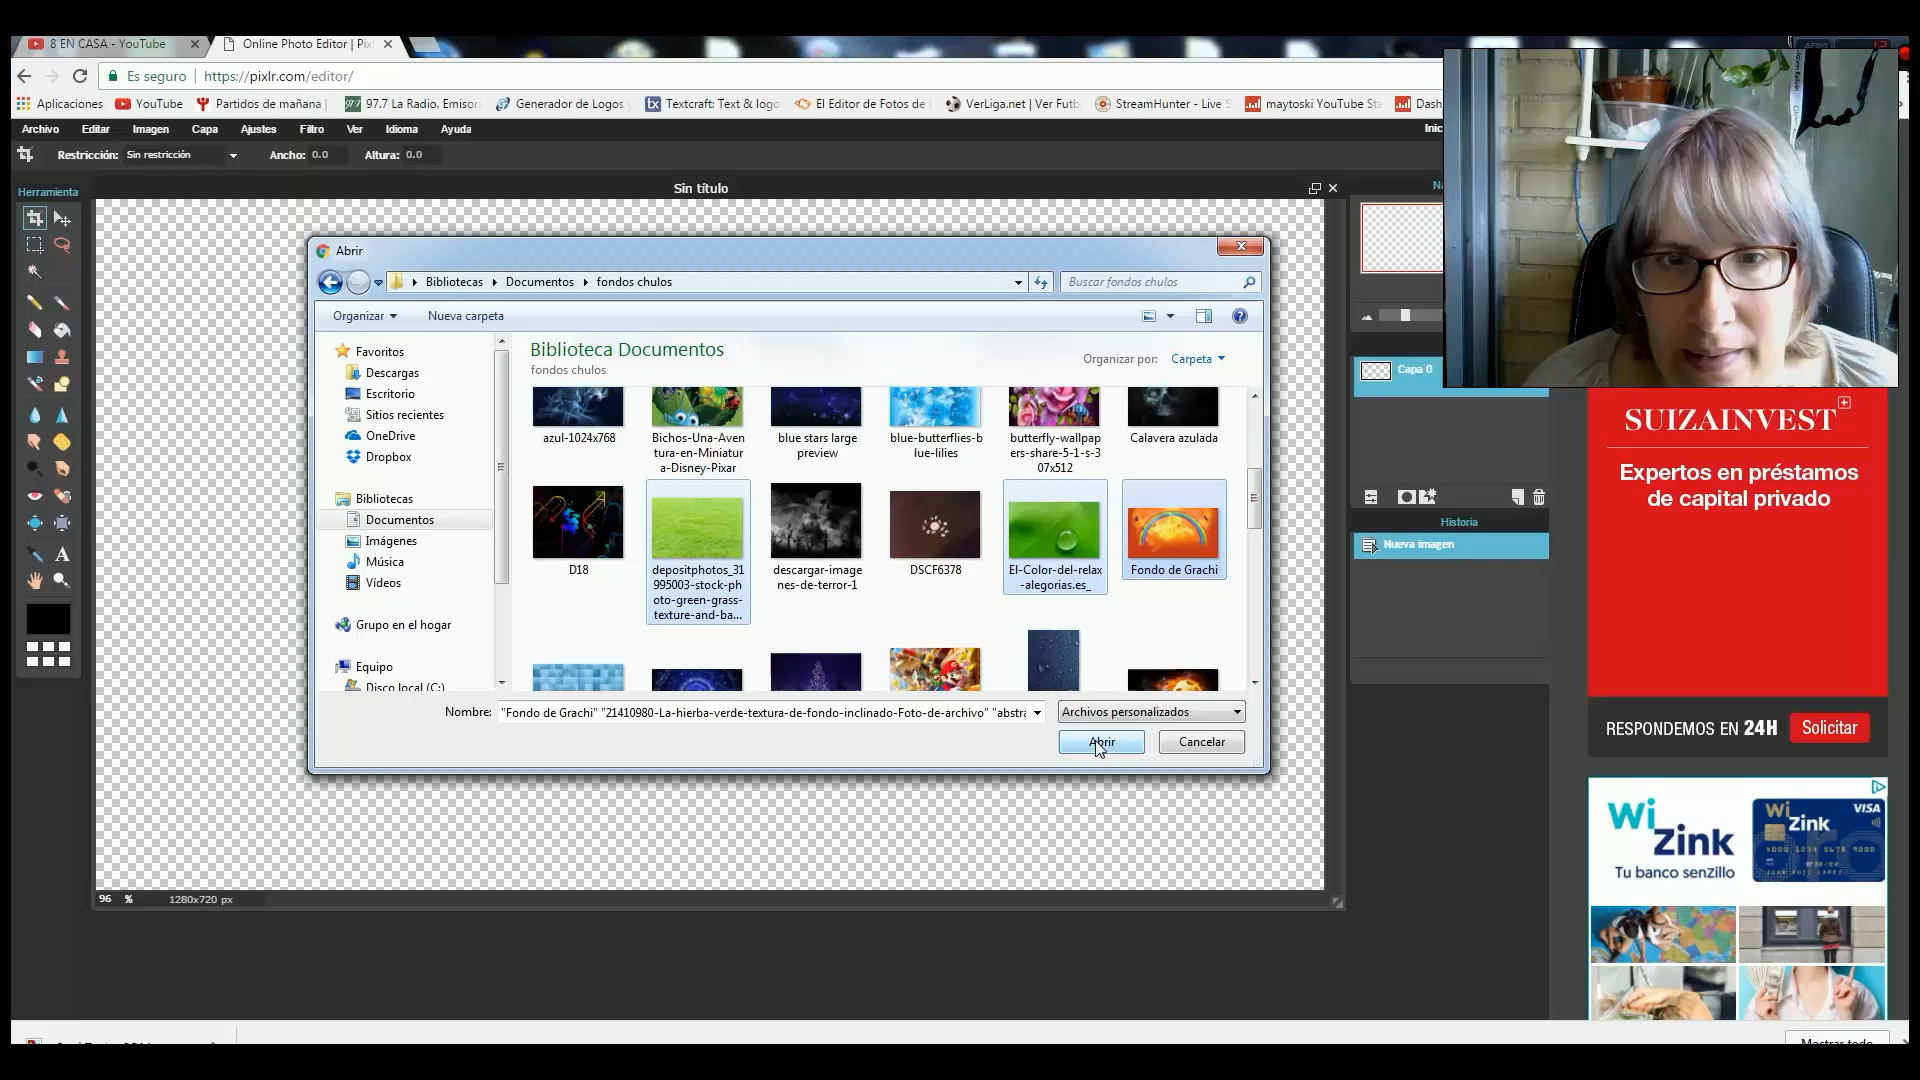 8 EN CASA - YouTube
Online Photo Editor | Pix
Es seguro
https://pixlr.com/editor/
Aplicaciones
YouTube
Partidos de mañana |
97.7 La Radio. Emisor
Generador de Logos
Textcraft: Text & logo
El Editor de Fotos de
VerLiga.net | Ver Futb
StreamHunter - Live S
maytoski YouTube Sta
Dash
Archivo
Editar
Imagen
Capa
Ajustes
Filtro
Ver
Idioma
Ayuda
Inic
Restricción:
Sin restricción
Ancho: 0.0
Altura: 0.0
Herramienta
Sin título
Abrir
Bibliotecas
Documentos
fondos chulos
Buscar fondos chulos
Organizar
Nueva carpeta
Favoritos
Descargas
Escritorio
Sitios recientes
OneDrive
Dropbox
Bibliotecas
Documentos
Imágenes
Música
Vídeos
Grupo en el hogar
Equipo
Disco local (C:)
Biblioteca Documentos
fondos chulos
Organizar por:
Carpeta
azul-1024x768
Bichos-Una-Aven
tura-en-Miniatur
a-Disney-Pixar
blue stars large
preview
blue-butterflies-b
lue-lilies
butterfly-wallpap
ers-share-5-1-s-3
07x512
Calavera azulada
D18
depositphotos_31
995003-stock-ph
oto-green-grass-
texture-and-ba...
descargar-image
nes-de-terror-1
DSCF6378
El-Color-del-relax
-alegorias.es_
Fondo de Grachi
Nombre:
"Fondo de Grachi" "21410980-La-hierba-verde-textura-de-fondo-inclinado-Foto-de-archivo" "abstra
Archivos personalizados
Abrir
Cancelar
96 %
1280x720 px
Capa 0
Historia
Nueva imagen
SUIZAINVEST
Expertos en préstamos
de capital privado
RESPONDEMOS EN 24H
Solicitar
Wi
Zink
Tu banco senzillo
Wi
Zink
VISA
Mostrar todo